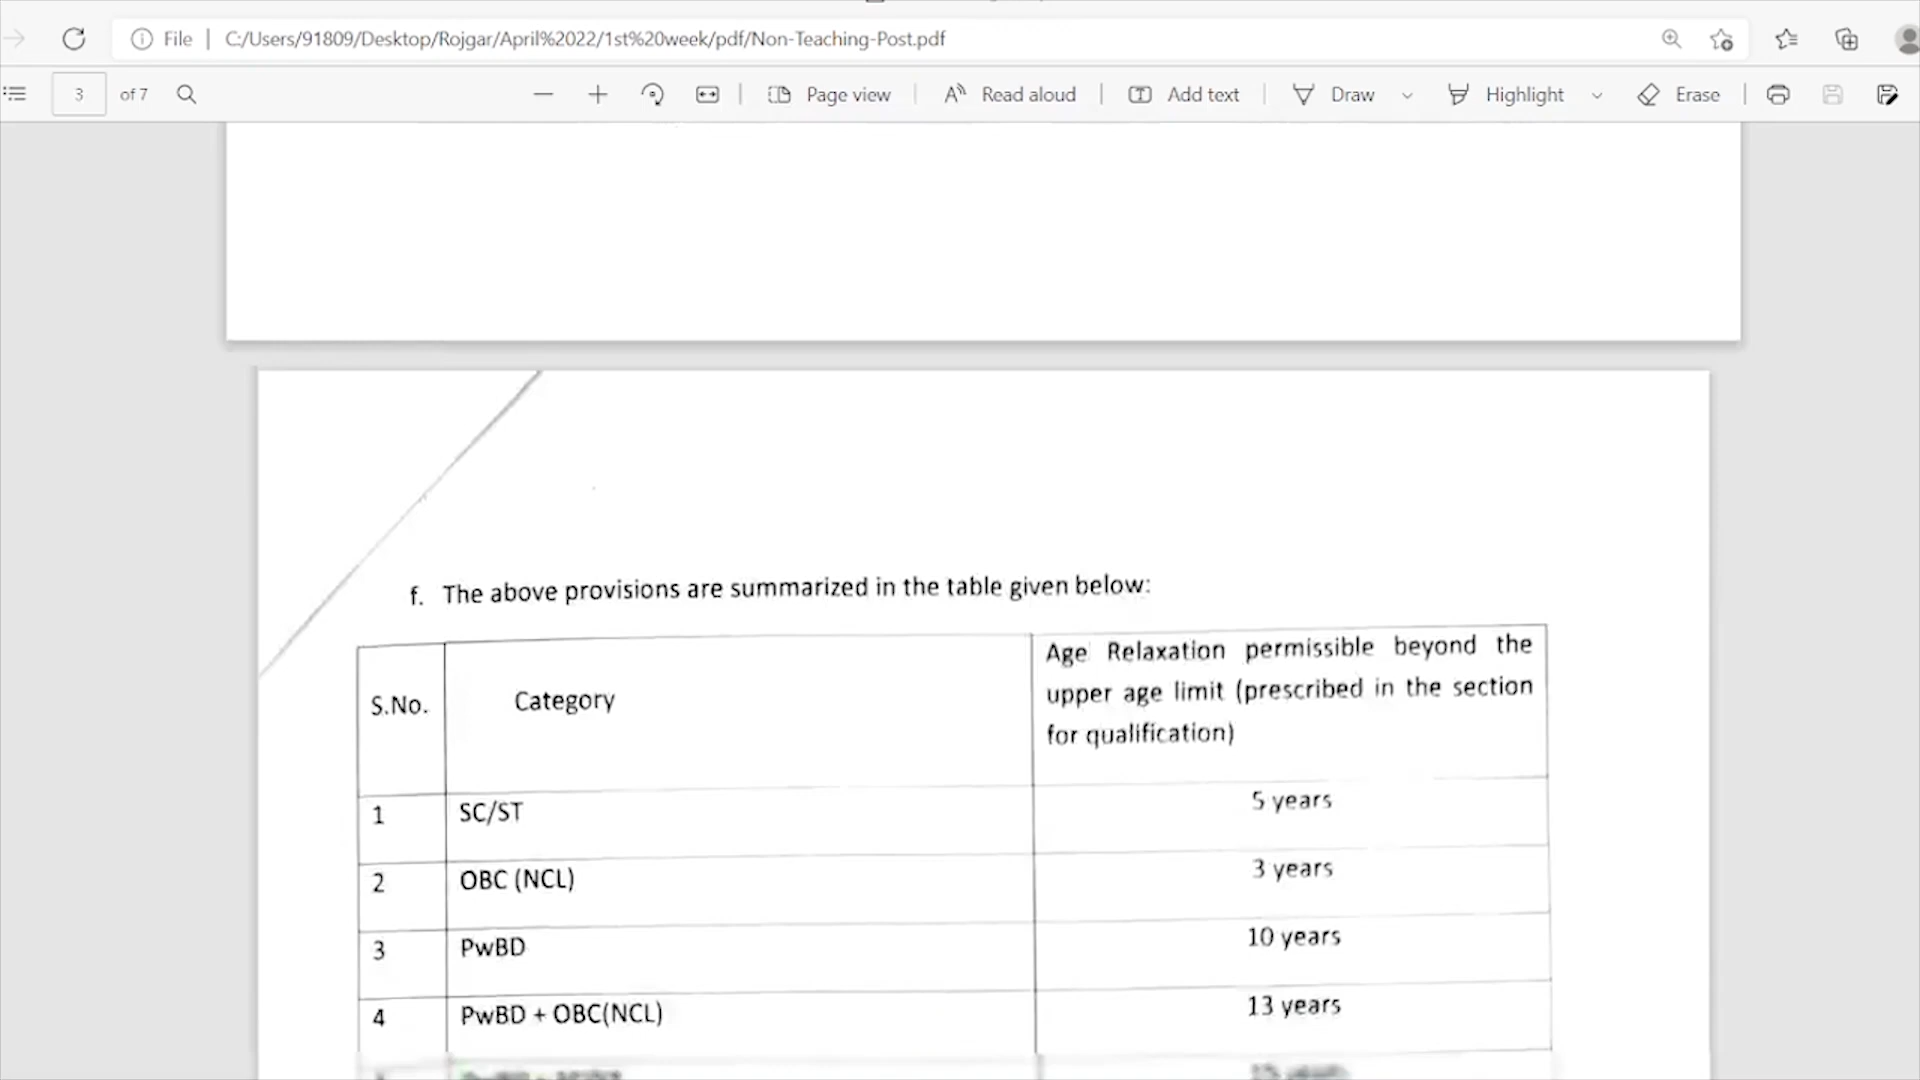 File | C:/Users/91809/Desktop/Rojgar/April%2022/1st%20week/pdf/Non-Teaching-Post.pdf
3 of 7 Page view Read aloud Add text Draw Highlight Erase
f. The above provisions are summarized in the table given below:
S.No. Category Age Relaxation permissible beyond the
upper age limit (prescribed in the section
for qualification)
1 SC/ST 5 years
2 OBC (NCL) 3 years
3 PwBD 10 years
4 PwBD + OBC(NCL) 13 years